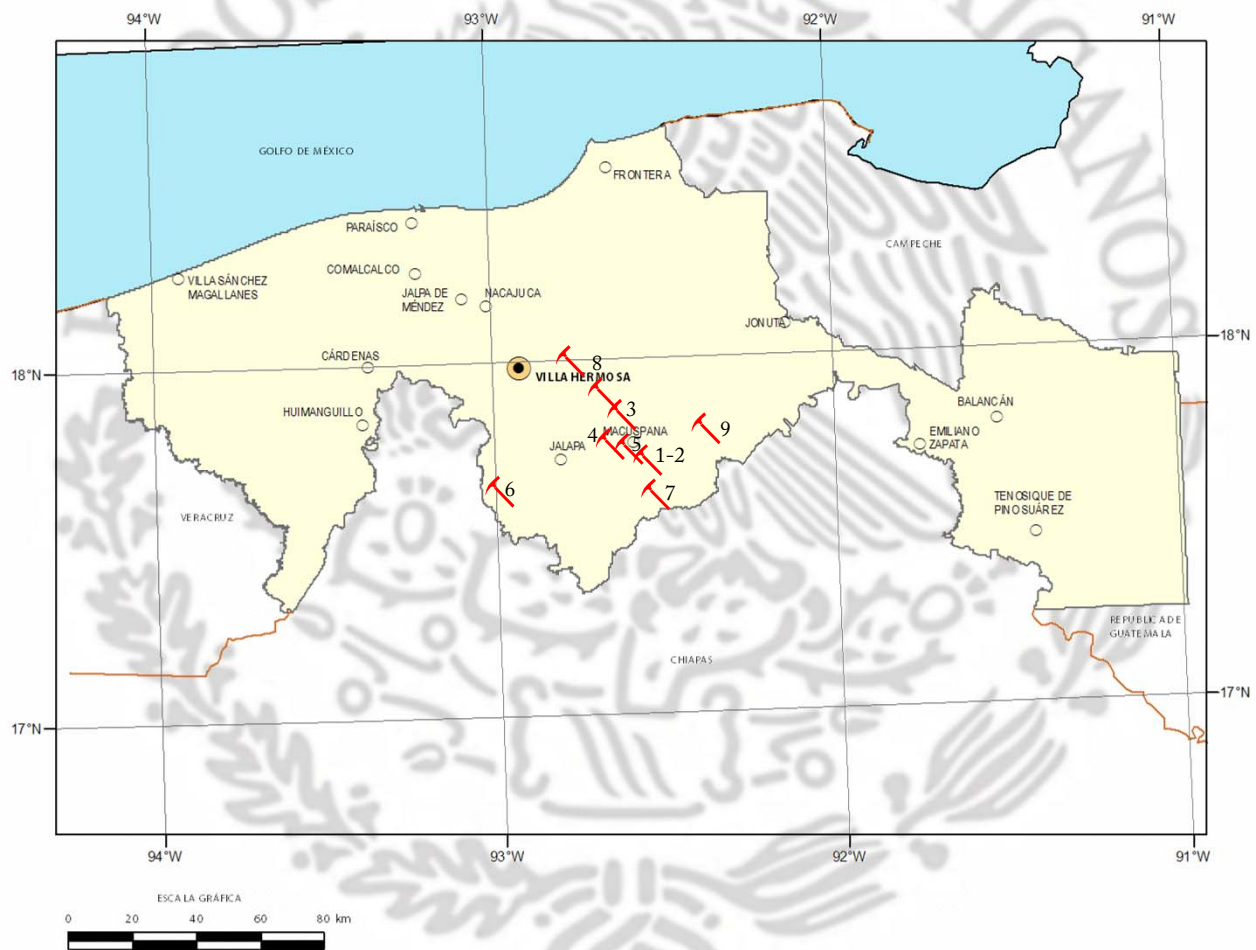 94°W 93°W 92°W 91°W
ICANOS
GOLFO DE MÉXICO
FRONTERA
PARAÍSO
CAMPECHE
COMALCALCO
VILLA SÁNCHEZ
MAGALLANES
JALPA DE
MÉNDEZ
NACAJUCA
JONUTA
18°N
CÁRDENAS
8
VILLAHERMOSA
18°N
HUIMANGUILLO
3
BALANCÁN
9
4
MACUSPANA
EMILIANO
ZAPATA
JALAPA
5
1-2
6
7
TENOSIQUE DE
PINO SUÁREZ
VERACRUZ
REPUBLICA DE
GUATEMALA
CHIAPAS
17°N
17°N
94°W 93°W 92°W 91°W
ESCALA GRÁFICA
0 20 40 60 80 km